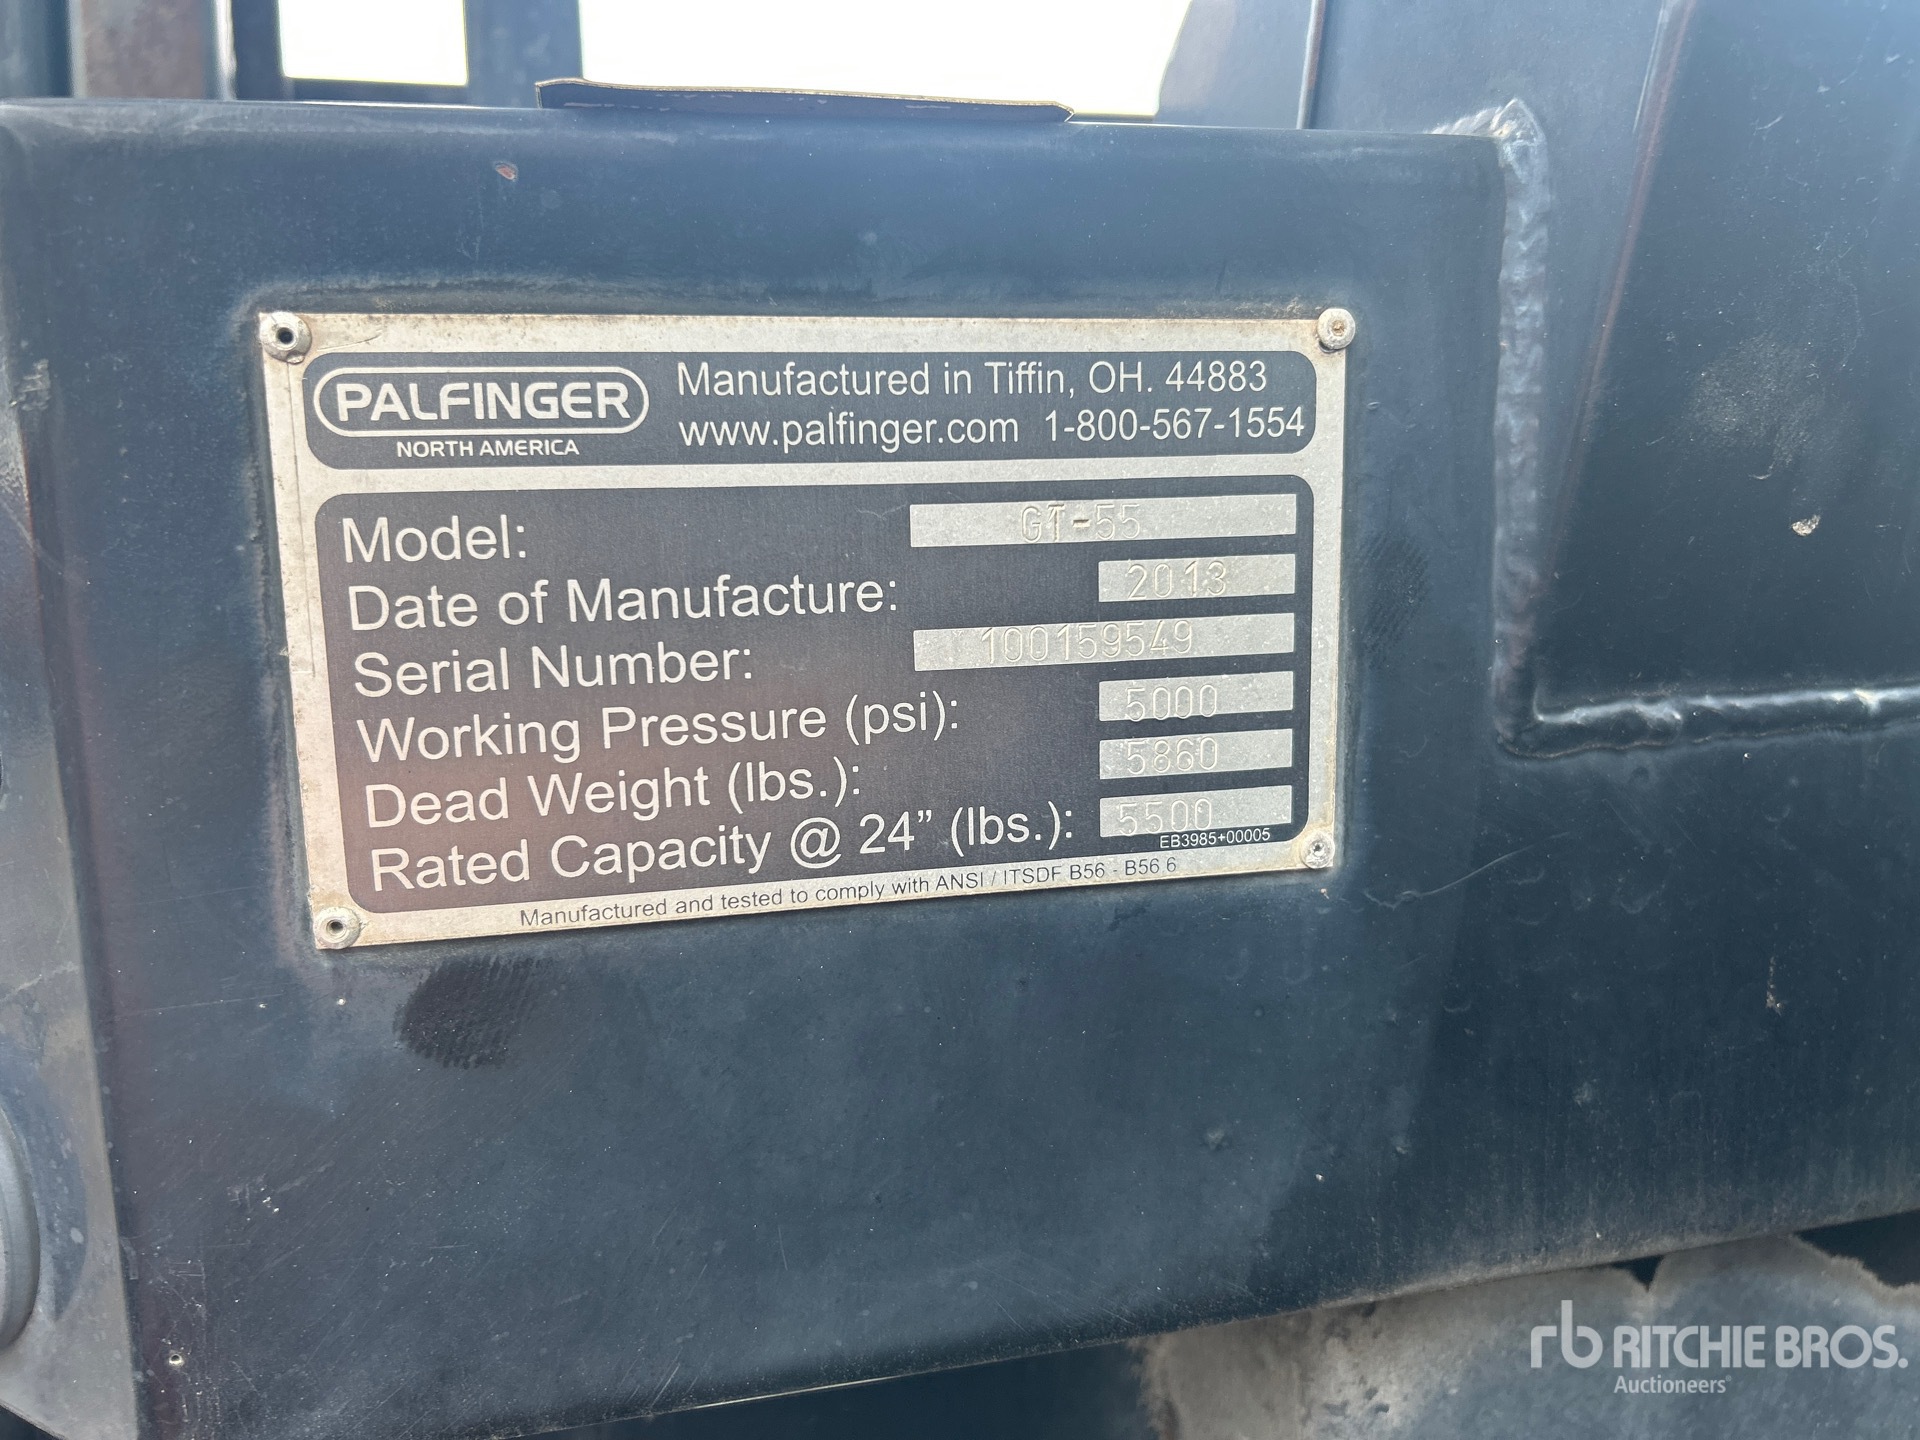 PALFINGER
NORTH AMERICA
Manufactured in Tiffin, OH. 44883
www.palfinger.com 1-800-567-1554
Model: GT-55
Date of Manufacture: 2013
Serial Number: 100159549
Working Pressure (psi): 5000
Dead Weight (lbs.): 5860
Rated Capacity @ 24” (lbs.): 5500
EB3985+00005
Manufactured and tested to comply with ANSI / ITSDF B56 - B56.6
rb RITCHIE BROS.
Auctioneers